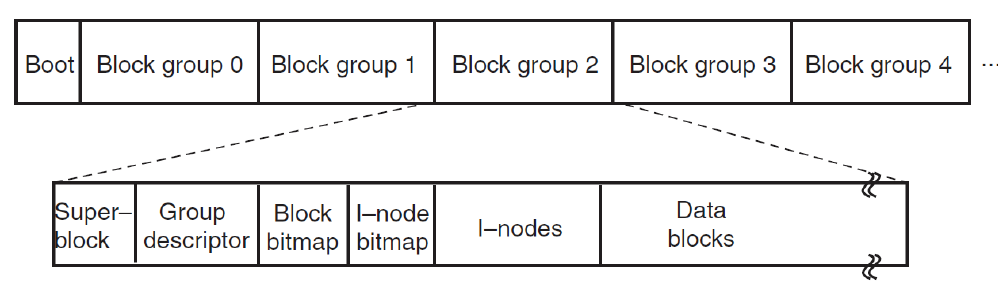 Boot Block group 0 Block group 1 Block group 2 Block group 3 Block group 4 ...
Super– Group Block I–node I–nodes Data
block descriptor bitmap bitmap blocks